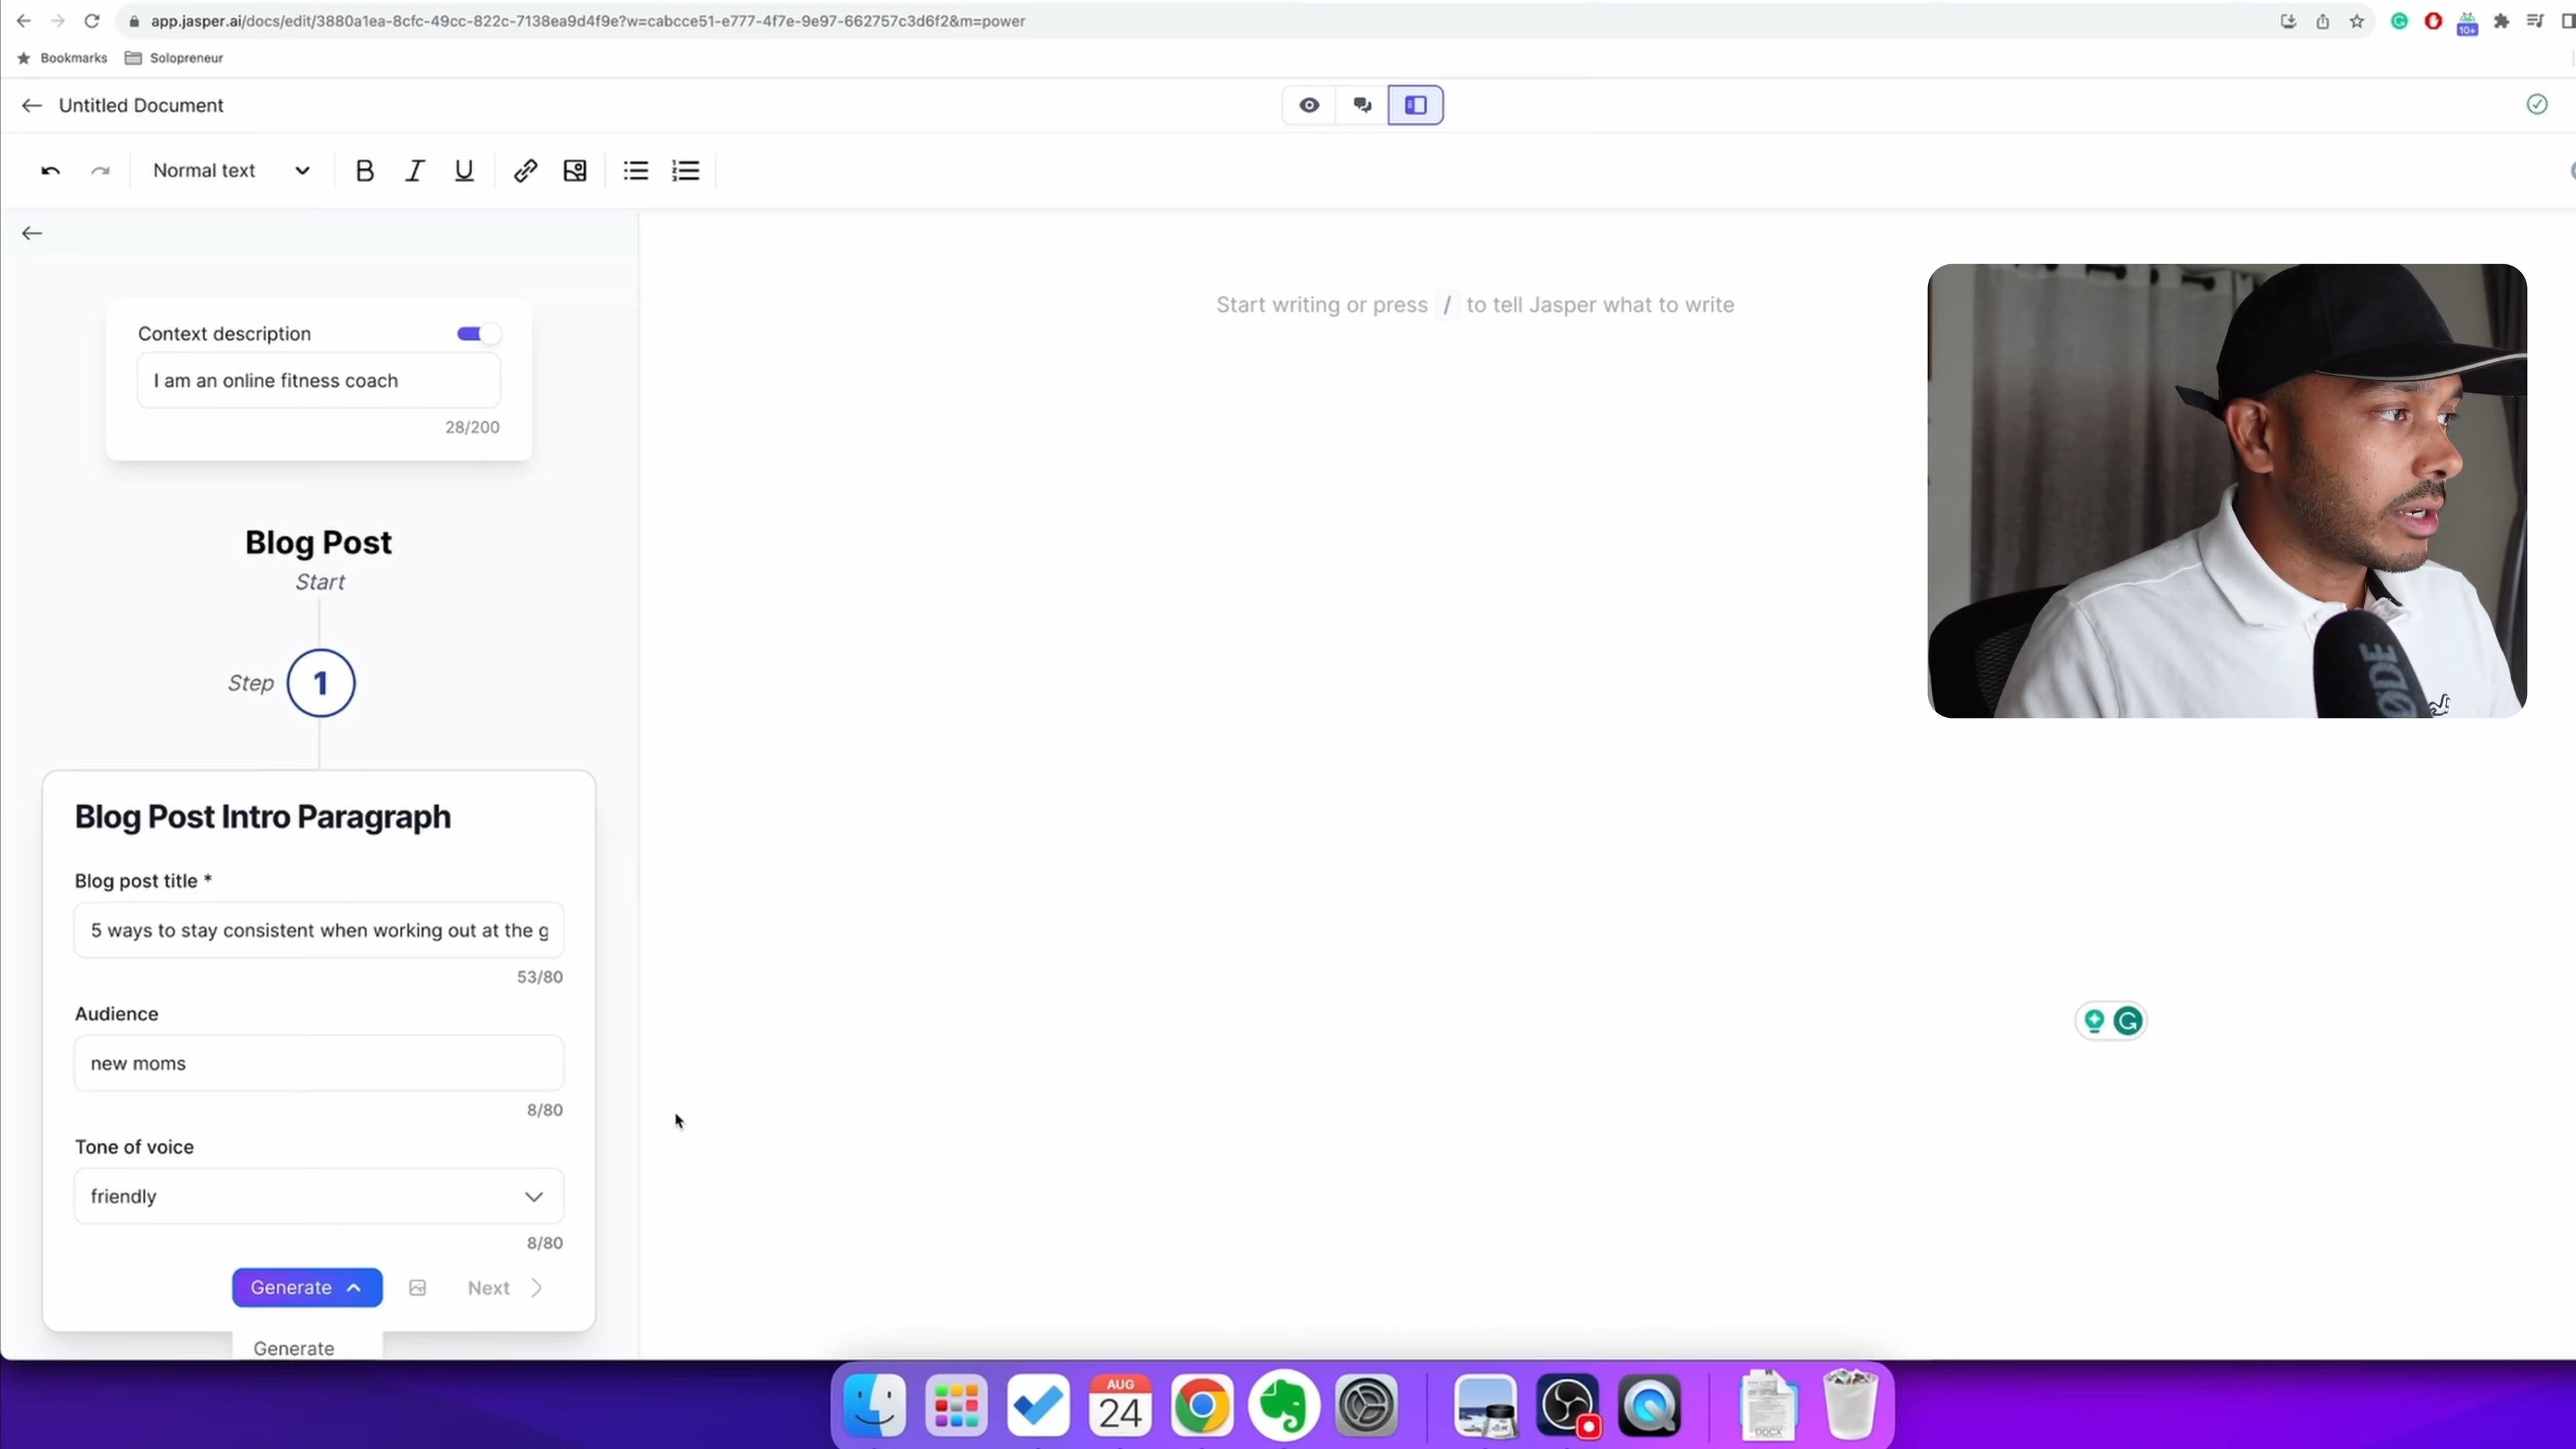 app.jasper.ai/docs/edit/3880a1ea-8cfc-49cc-822c-7138ea9d4f9e?w=cabcce51-e777-4f7e-9e97-662757c3d6f2&m=power
10+
Bookmarks Solopreneur
Untitled Document
Normal text B I U
Start writing or press / to tell Jasper what to write
Context description
I am an online fitness coach
28/200
Blog Post
Start
Step 1
RØDE
Blog Post Intro Paragraph
Blog post title *
5 ways to stay consistent when working out at the g
53/80
Audience
new moms
8/80
Tone of voice
friendly
8/80
Generate Next
Generate
AUG
24
DOCX